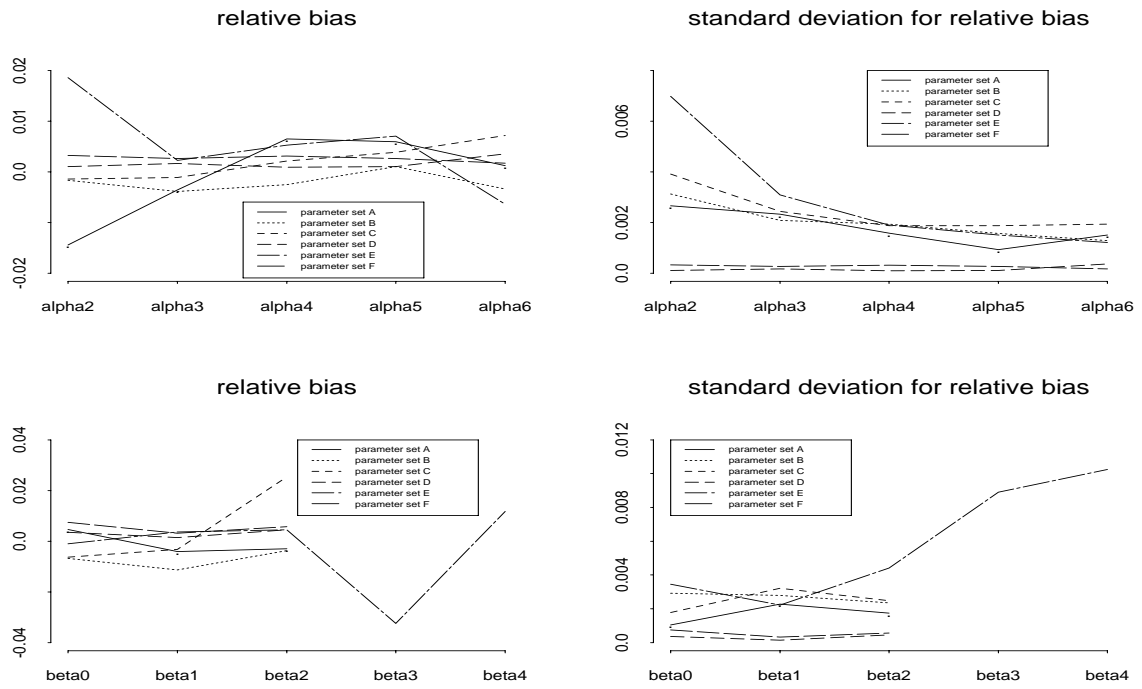 relative bias
0.02
0.01
0.0
-0.02
parameter set A
parameter set B
parameter set C
parameter set D
parameter set E
parameter set F
alpha2 alpha3 alpha4 alpha5 alpha6
standard deviation for relative bias
0.006
0.002
0.0
parameter set A
parameter set B
parameter set C
parameter set D
parameter set E
parameter set F
alpha2 alpha3 alpha4 alpha5 alpha6
relative bias
0.04
0.02
0.0
-0.04
parameter set A
parameter set B
parameter set C
parameter set D
parameter set E
parameter set F
beta0 beta1 beta2 beta3 beta4
standard deviation for relative bias
0.012
0.008
0.004
0.0
parameter set A
parameter set B
parameter set C
parameter set D
parameter set E
parameter set F
beta0 beta1 beta2 beta3 beta4